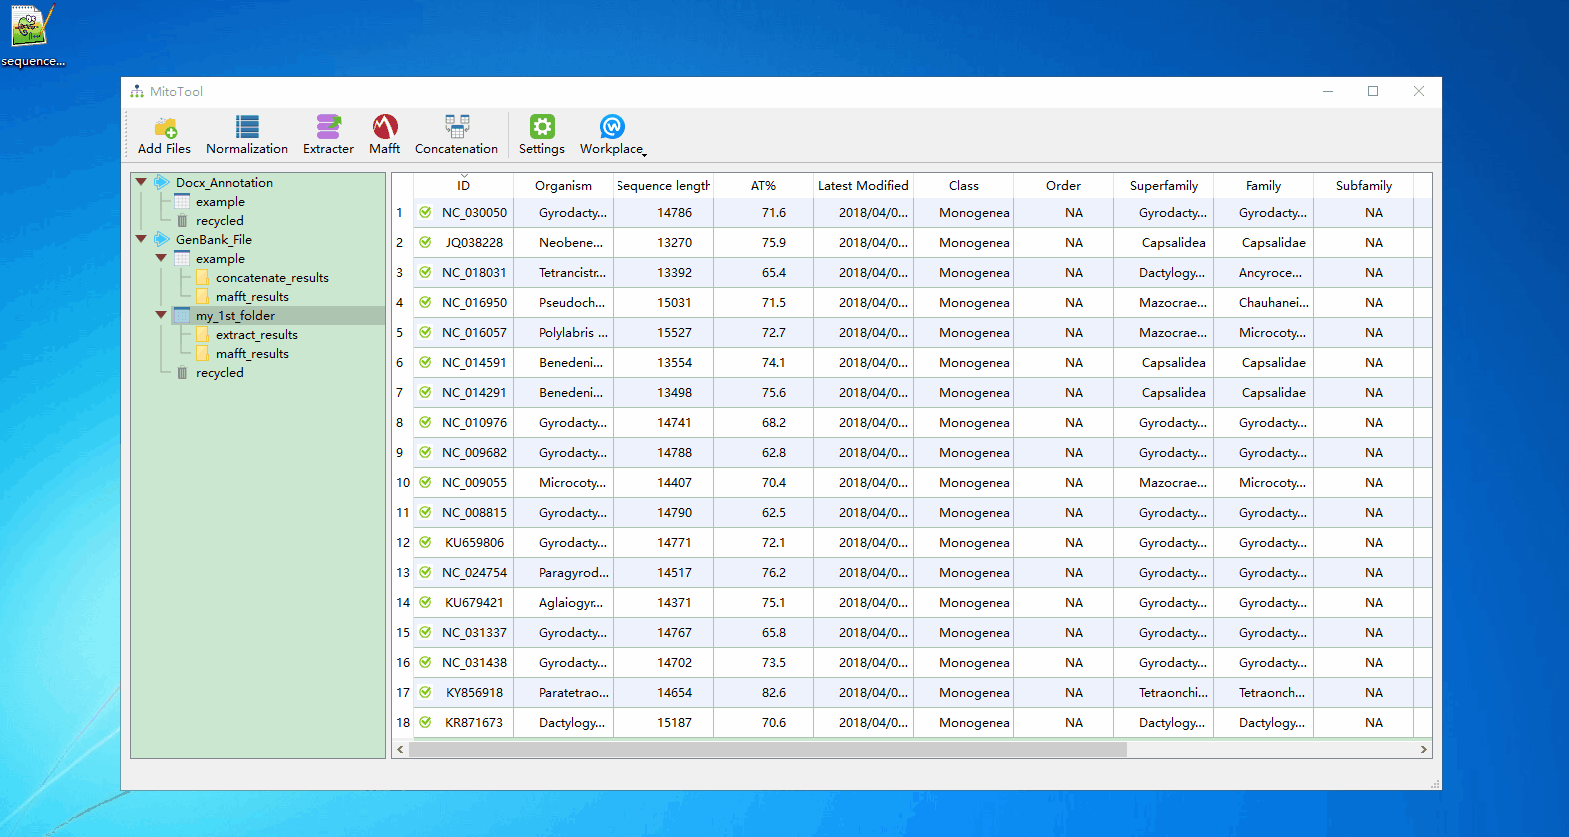 sequence...
MitoTool
Add Files Normalization Extracter Mafft Concatenation Settings Workplace
Docx_Annotation
example
recycled
GenBank_File
example
concatenate_results
mafft_results
my_1st_folder
extract_results
mafft_results
recycled
ID Organism Sequence length AT% Latest Modified Class Order Superfamily Family Subfamily
1 NC_030050 Gyrodacty... 14786 71.6 2018/04/0... Monogenea NA Gyrodacty... Gyrodacty... NA
2 JQ038228 Neobene... 13270 75.9 2018/04/0... Monogenea NA Capsalidea Capsalidae NA
3 NC_018031 Tetrancistr... 13392 65.4 2018/04/0... Monogenea NA Dactylogy... Ancyroce... NA
4 NC_016950 Pseudoch... 15031 71.5 2018/04/0... Monogenea NA Mazocrae... Chauhanei... NA
5 NC_016057 Polylabris ... 15527 72.7 2018/04/0... Monogenea NA Mazocrae... Microcoty... NA
6 NC_014591 Benedeni... 13554 74.1 2018/04/0... Monogenea NA Capsalidea Capsalidae NA
7 NC_014291 Benedeni... 13498 75.6 2018/04/0... Monogenea NA Capsalidea Capsalidae NA
8 NC_010976 Gyrodacty... 14741 68.2 2018/04/0... Monogenea NA Gyrodacty... Gyrodacty... NA
9 NC_009682 Gyrodacty... 14788 62.8 2018/04/0... Monogenea NA Gyrodacty... Gyrodacty... NA
10 NC_009055 Microcoty... 14407 70.4 2018/04/0... Monogenea NA Mazocrae... Microcoty... NA
11 NC_008815 Gyrodacty... 14790 62.5 2018/04/0... Monogenea NA Gyrodacty... Gyrodacty... NA
12 KU659806 Gyrodacty... 14771 72.1 2018/04/0... Monogenea NA Gyrodacty... Gyrodacty... NA
13 NC_024754 Paragyrod... 14517 76.2 2018/04/0... Monogenea NA Gyrodacty... Gyrodacty... NA
14 KU679421 Aglaiogyr... 14371 75.1 2018/04/0... Monogenea NA Gyrodacty... Gyrodacty... NA
15 NC_031337 Gyrodacty... 14767 65.8 2018/04/0... Monogenea NA Gyrodacty... Gyrodacty... NA
16 NC_031438 Gyrodacty... 14702 73.5 2018/04/0... Monogenea NA Gyrodacty... Gyrodacty... NA
17 KY856918 Paratetrao... 14654 82.6 2018/04/0... Monogenea NA Tetraonchi... Tetraonch... NA
18 KR871673 Dactylogy... 15187 70.6 2018/04/0... Monogenea NA Dactylogy... Dactylogy... NA